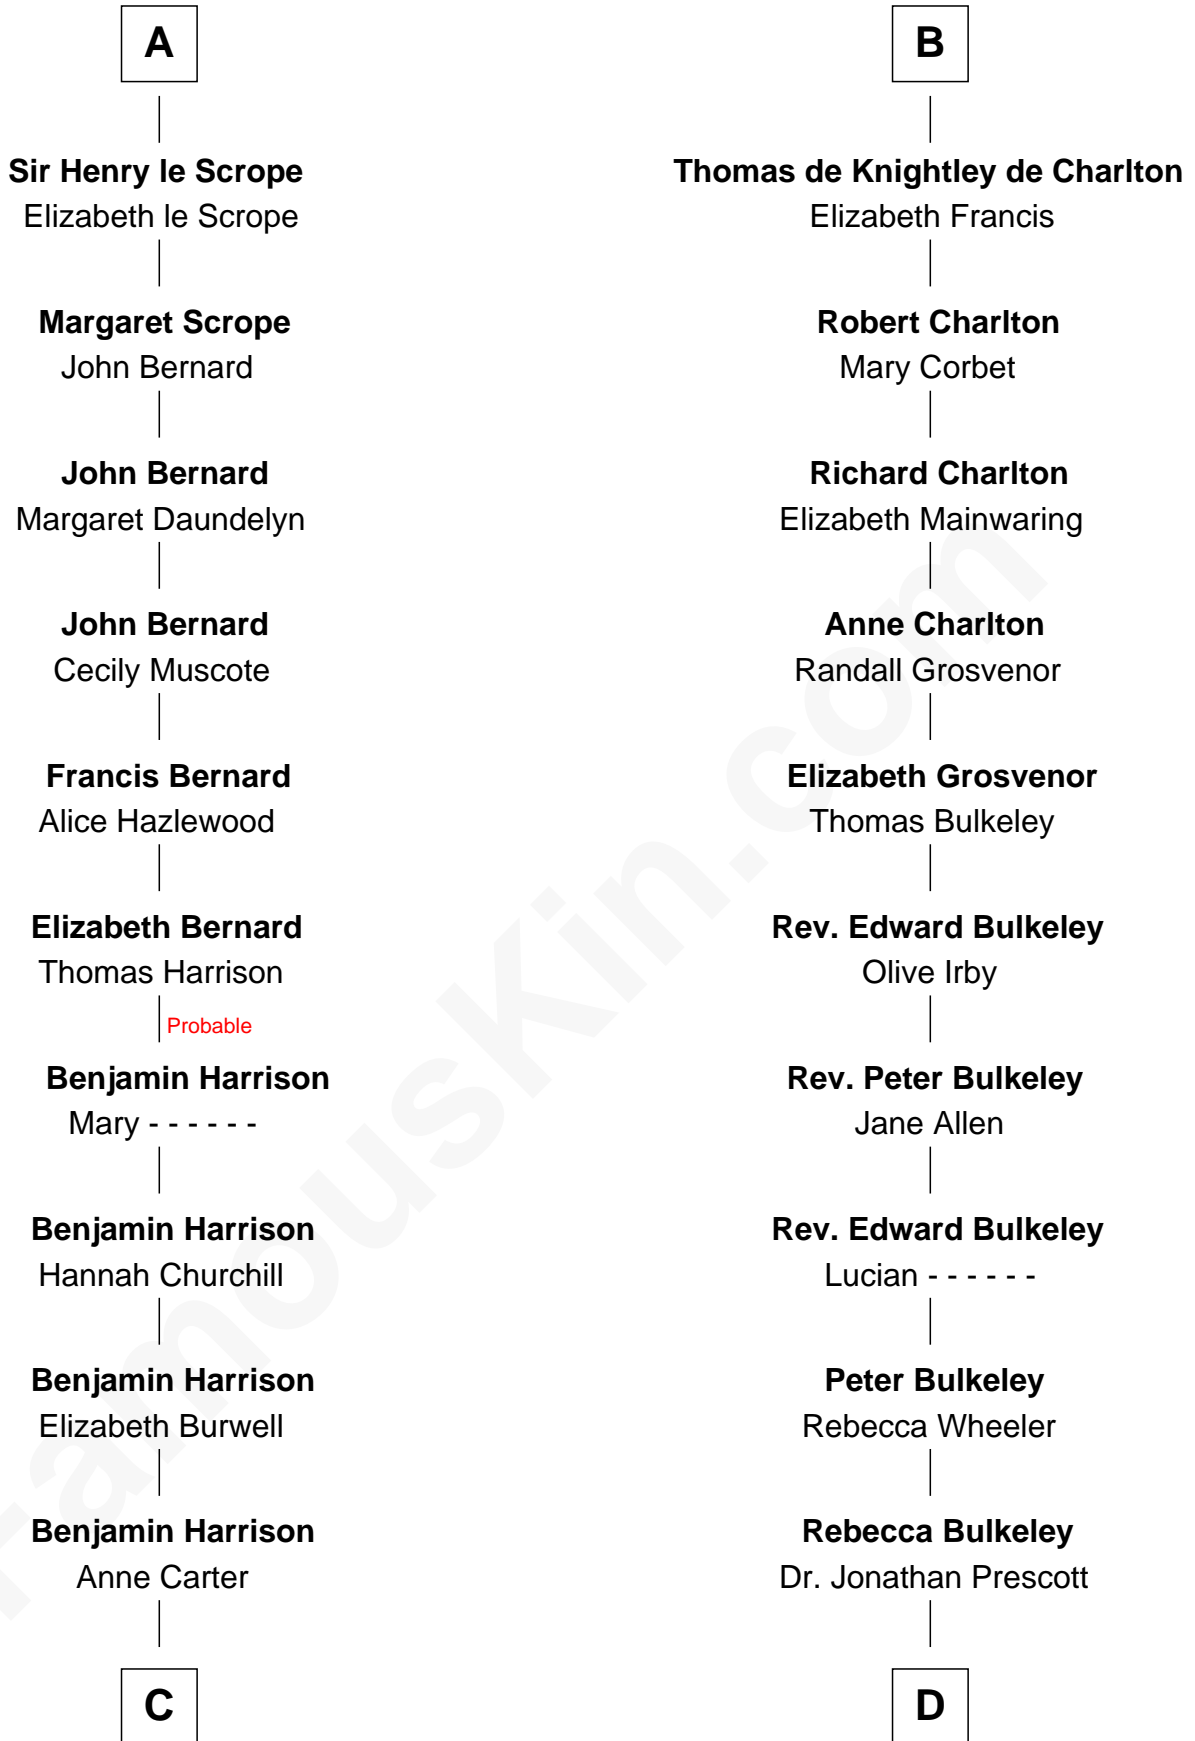 A
Sir Henry le Scrope
Elizabeth le Scrope
Margaret Scrope
John Bernard
John Bernard
Margaret Daundelyn
John Bernard
Cecily Muscote
Francis Bernard
Alice Hazlewood
Elizabeth Bernard
Thomas Harrison
Probable
Benjamin Harrison
Mary - - - - - -
Benjamin Harrison
Hannah Churchill
Benjamin Harrison
Elizabeth Burwell
Benjamin Harrison
Anne Carter
C
B
Thomas de Knightley de Charlton
Elizabeth Francis
Robert Charlton
Mary Corbet
Richard Charlton
Elizabeth Mainwaring
Anne Charlton
Randall Grosvenor
Elizabeth Grosvenor
Thomas Bulkeley
Rev. Edward Bulkeley
Olive Irby
Rev. Peter Bulkeley
Jane Allen
Rev. Edward Bulkeley
Lucian - - - - - -
Peter Bulkeley
Rebecca Wheeler
Rebecca Bulkeley
Dr. Jonathan Prescott
D
FamousKin.com